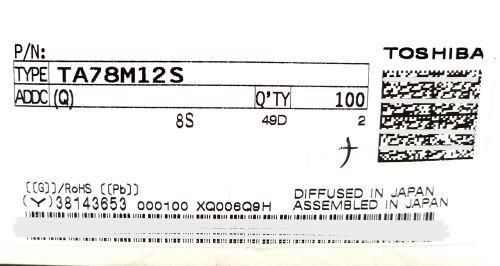 P/N:
TOSHIBA
TYPE TA78M12S
ADDC (Q) Q'TY 100
8S 49D 2
[[G]]/RoHS [[Pb]]
(Y)38143653 000100 XQ006Q9H
DIFFUSED IN JAPAN
ASSEMBLED IN JAPAN